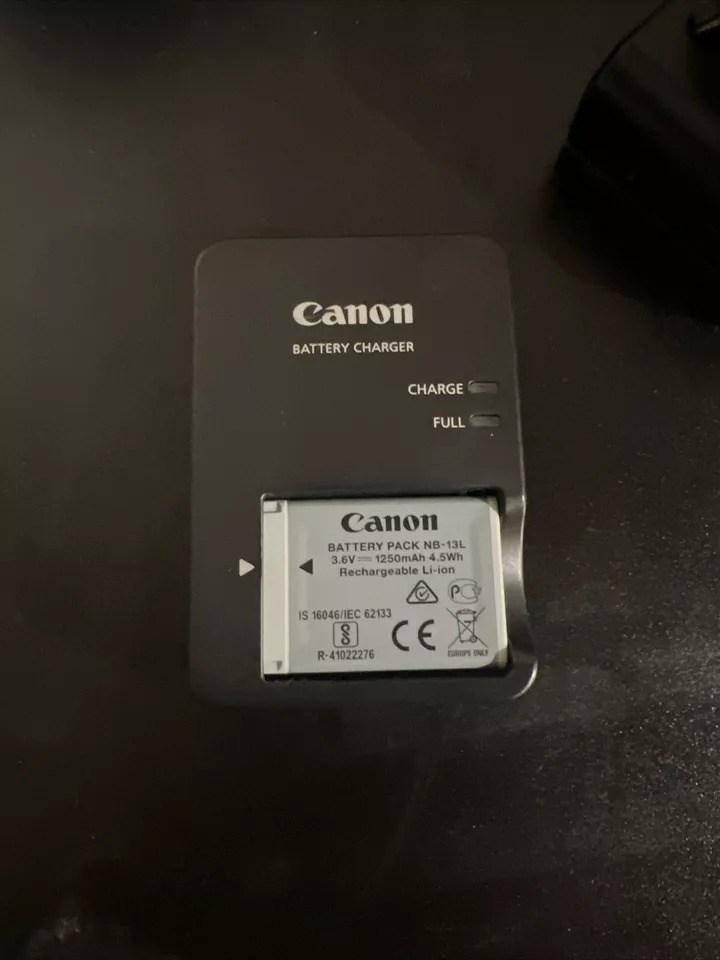 Canon
BATTERY CHARGER
CHARGE
FULL
Canon
BATTERY PACK NB-13L
3.6V⎓1250mAh 4.5Wh
Rechargeable Li-ion
IS 16046/IEC 62133
R-41022276
CE
EUROPE ONLY